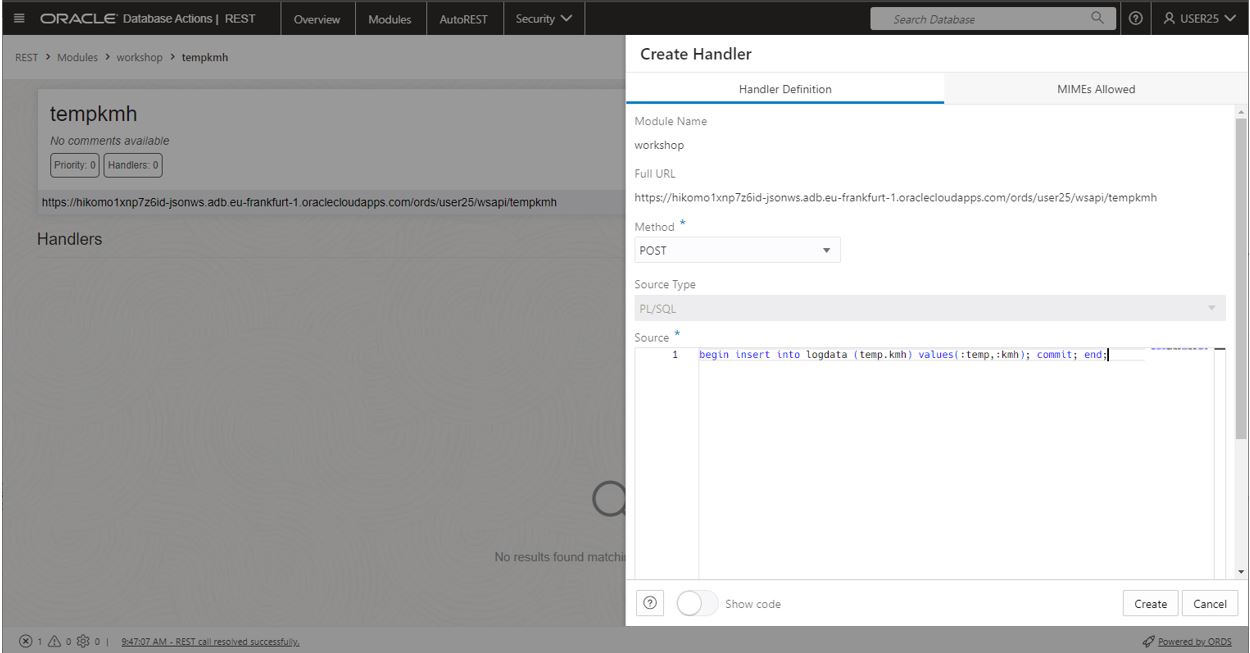 ORACLE Database Actions | REST Overview Modules AutoREST Security Search Database USER25
REST > Modules > workshop > tempkmh
tempkmh
No comments available
Priority: 0 Handlers: 0
https://hikomo1xnp7z6id-jsonws.adb.eu-frankfurt-1.oraclecloudapps.com/ords/user25/wsapi/tempkmh
Handlers
No results found matchi
Create Handler
Handler Definition MIMEs Allowed
Module Name
workshop
Full URL
https://hikomo1xnp7z6id-jsonws.adb.eu-frankfurt-1.oraclecloudapps.com/ords/user25/wsapi/tempkmh
Method *
POST
Source Type
PL/SQL
Source *
1 begin insert into logdata (temp.kmh) values(:temp,:kmh); commit; end;
? Show code Create Cancel
1 0 0 | 9:47:07 AM - REST call resolved successfully. Powered by ORDS